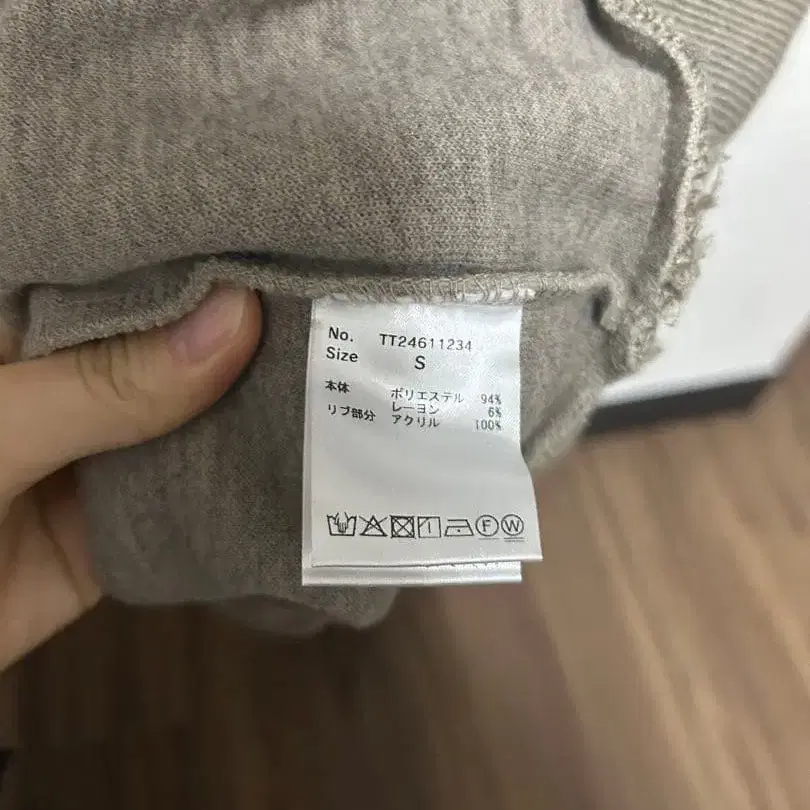 No. TT24611234
Size S
本体 ポリエステル 94%
レーヨン 6%
リブ部分 アクリル 100%
F W